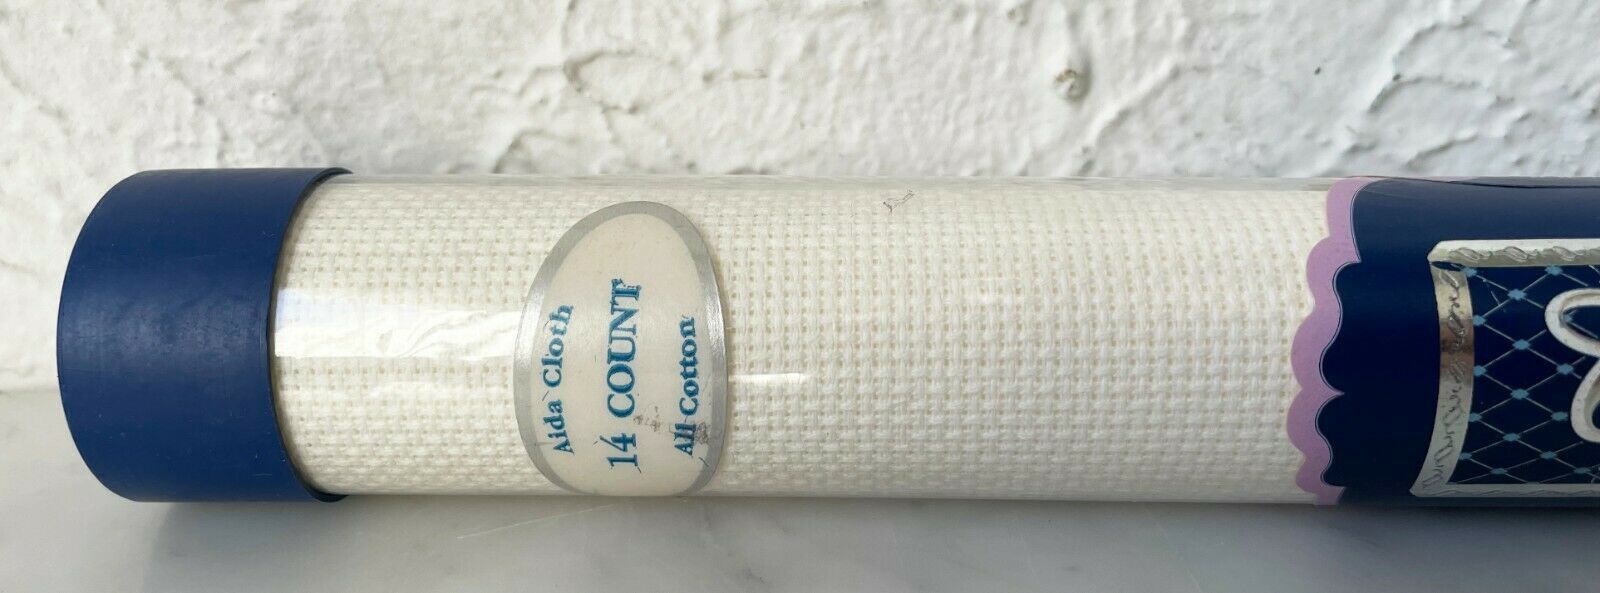 Aida Cloth
14 COUNT
All Cotton